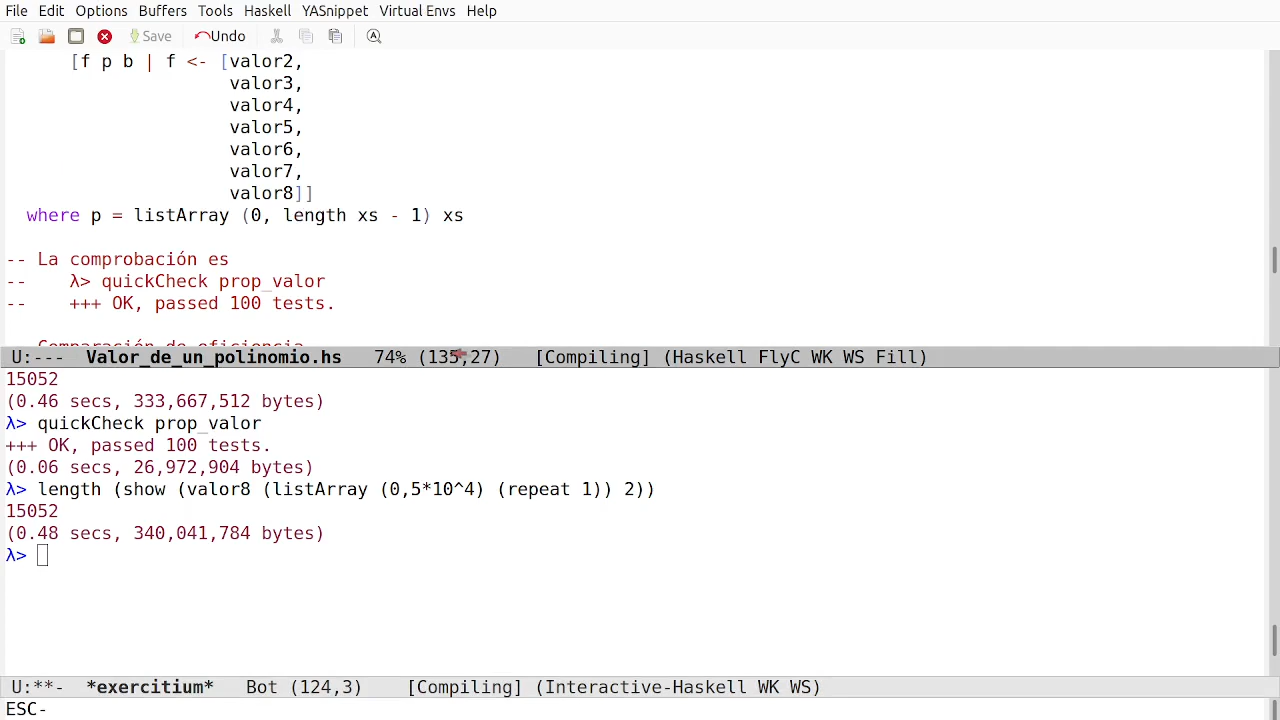 File Edit Options Buffers Tools Haskell YASnippet Virtual Envs Help
Save Undo
[f p b | f <- [valor2,
valor3,
valor4,
valor5,
valor6,
valor7,
valor8]]
where p = listArray (0, length xs - 1) xs
-- La comprobación es
--    λ> quickCheck prop_valor
--    +++ OK, passed 100 tests.
Comparación de eficiencia
U:---  Valor_de_un_polinomio.hs   74% (135,27)   [Compiling] (Haskell FlyC WK WS Fill)
15052
(0.46 secs, 333,667,512 bytes)
λ> quickCheck prop_valor
+++ OK, passed 100 tests.
(0.06 secs, 26,972,904 bytes)
λ> length (show (valor8 (listArray (0,5*10^4) (repeat 1)) 2))
15052
(0.48 secs, 340,041,784 bytes)
λ>
U:**-  *exercitium*   Bot (124,3)    [Compiling] (Interactive-Haskell WK WS)
ESC-